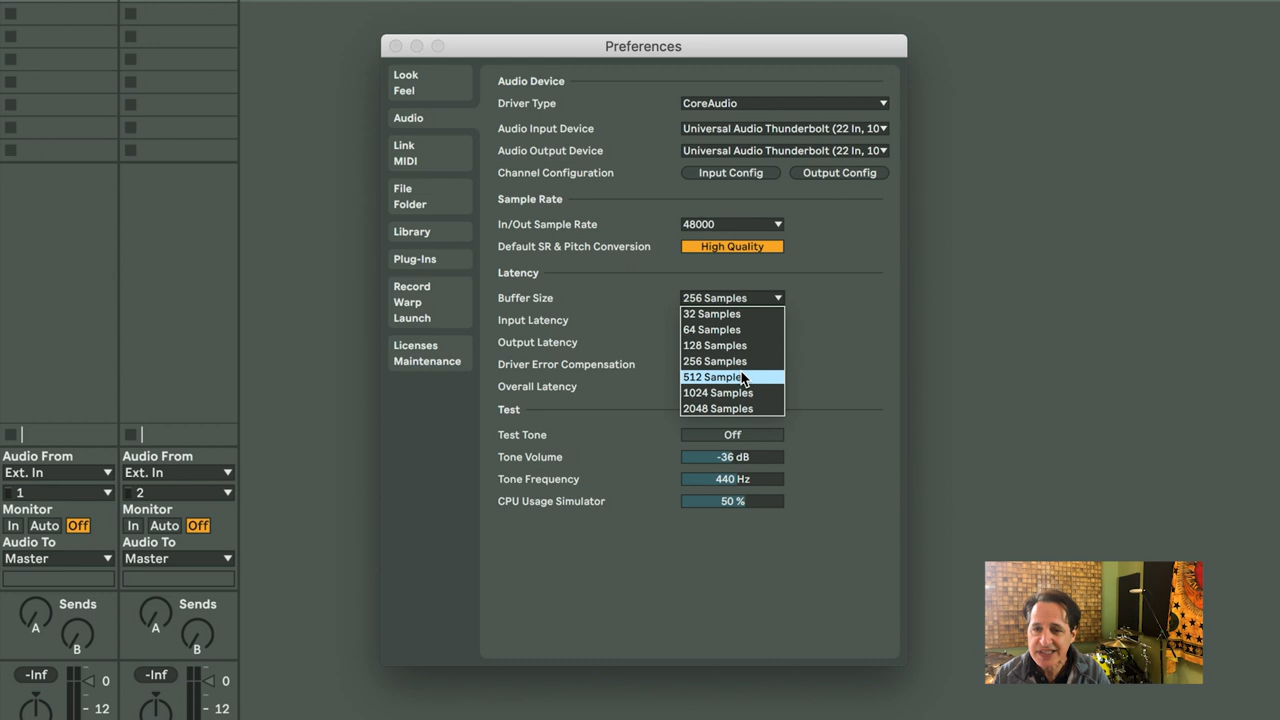 Preferences
Look
Feel
Audio
Link
MIDI
File
Folder
Library
Plug-Ins
Record
Warp
Launch
Licenses
Maintenance
Audio Device
Driver Type CoreAudio
Audio Input Device Universal Audio Thunderbolt (22 In, 10
Audio Output Device Universal Audio Thunderbolt (22 In, 10
Channel Configuration Input Config Output Config
Sample Rate
In/Out Sample Rate 48000
Default SR & Pitch Conversion High Quality
Latency
Buffer Size 256 Samples
Input Latency
Output Latency
Driver Error Compensation
Overall Latency
32 Samples
64 Samples
128 Samples
256 Samples
512 Sample
1024 Samples
2048 Samples
Test
Test Tone Off
Tone Volume -36 dB
Tone Frequency 440 Hz
CPU Usage Simulator 50 %
Audio From Audio From
Ext. In Ext. In
1 2
Monitor Monitor
In Auto Off In Auto Off
Audio To Audio To
Master Master
Sends Sends
A B A B
-Inf 0 -Inf 0
12 12